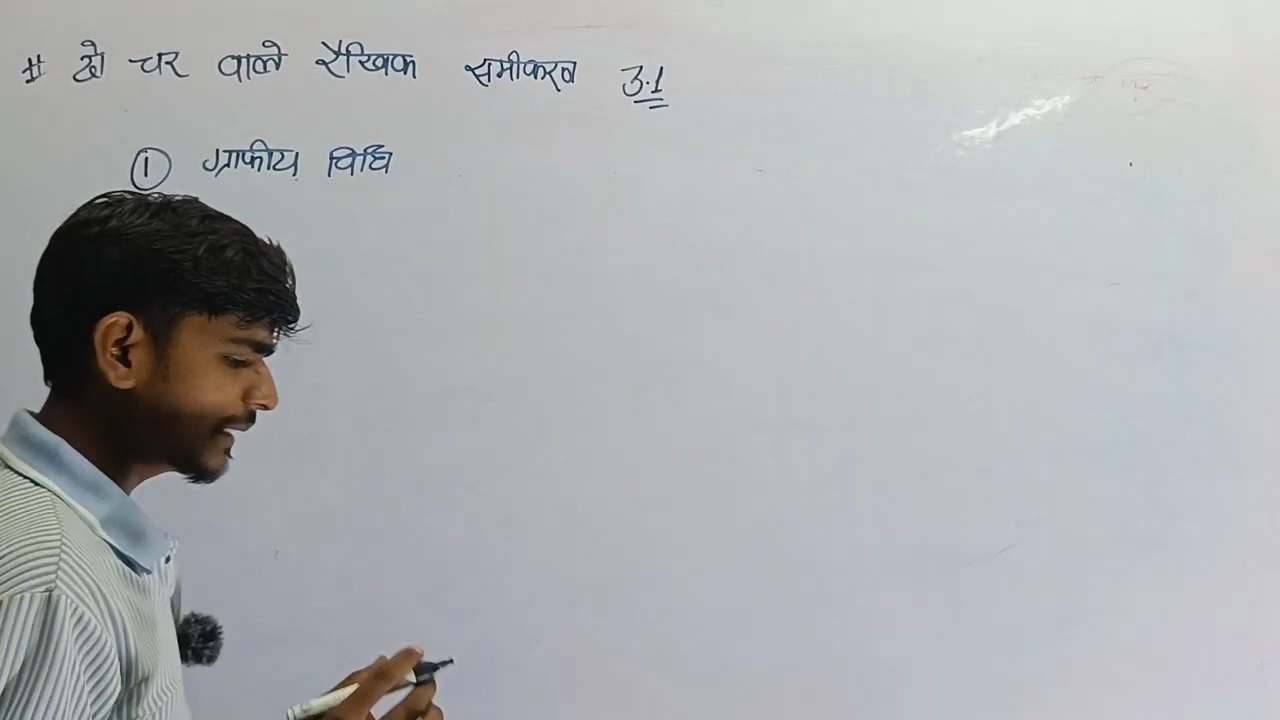 # दो चर वाले रैखिक समीकरण 3.1
① ग्राफीय विधि